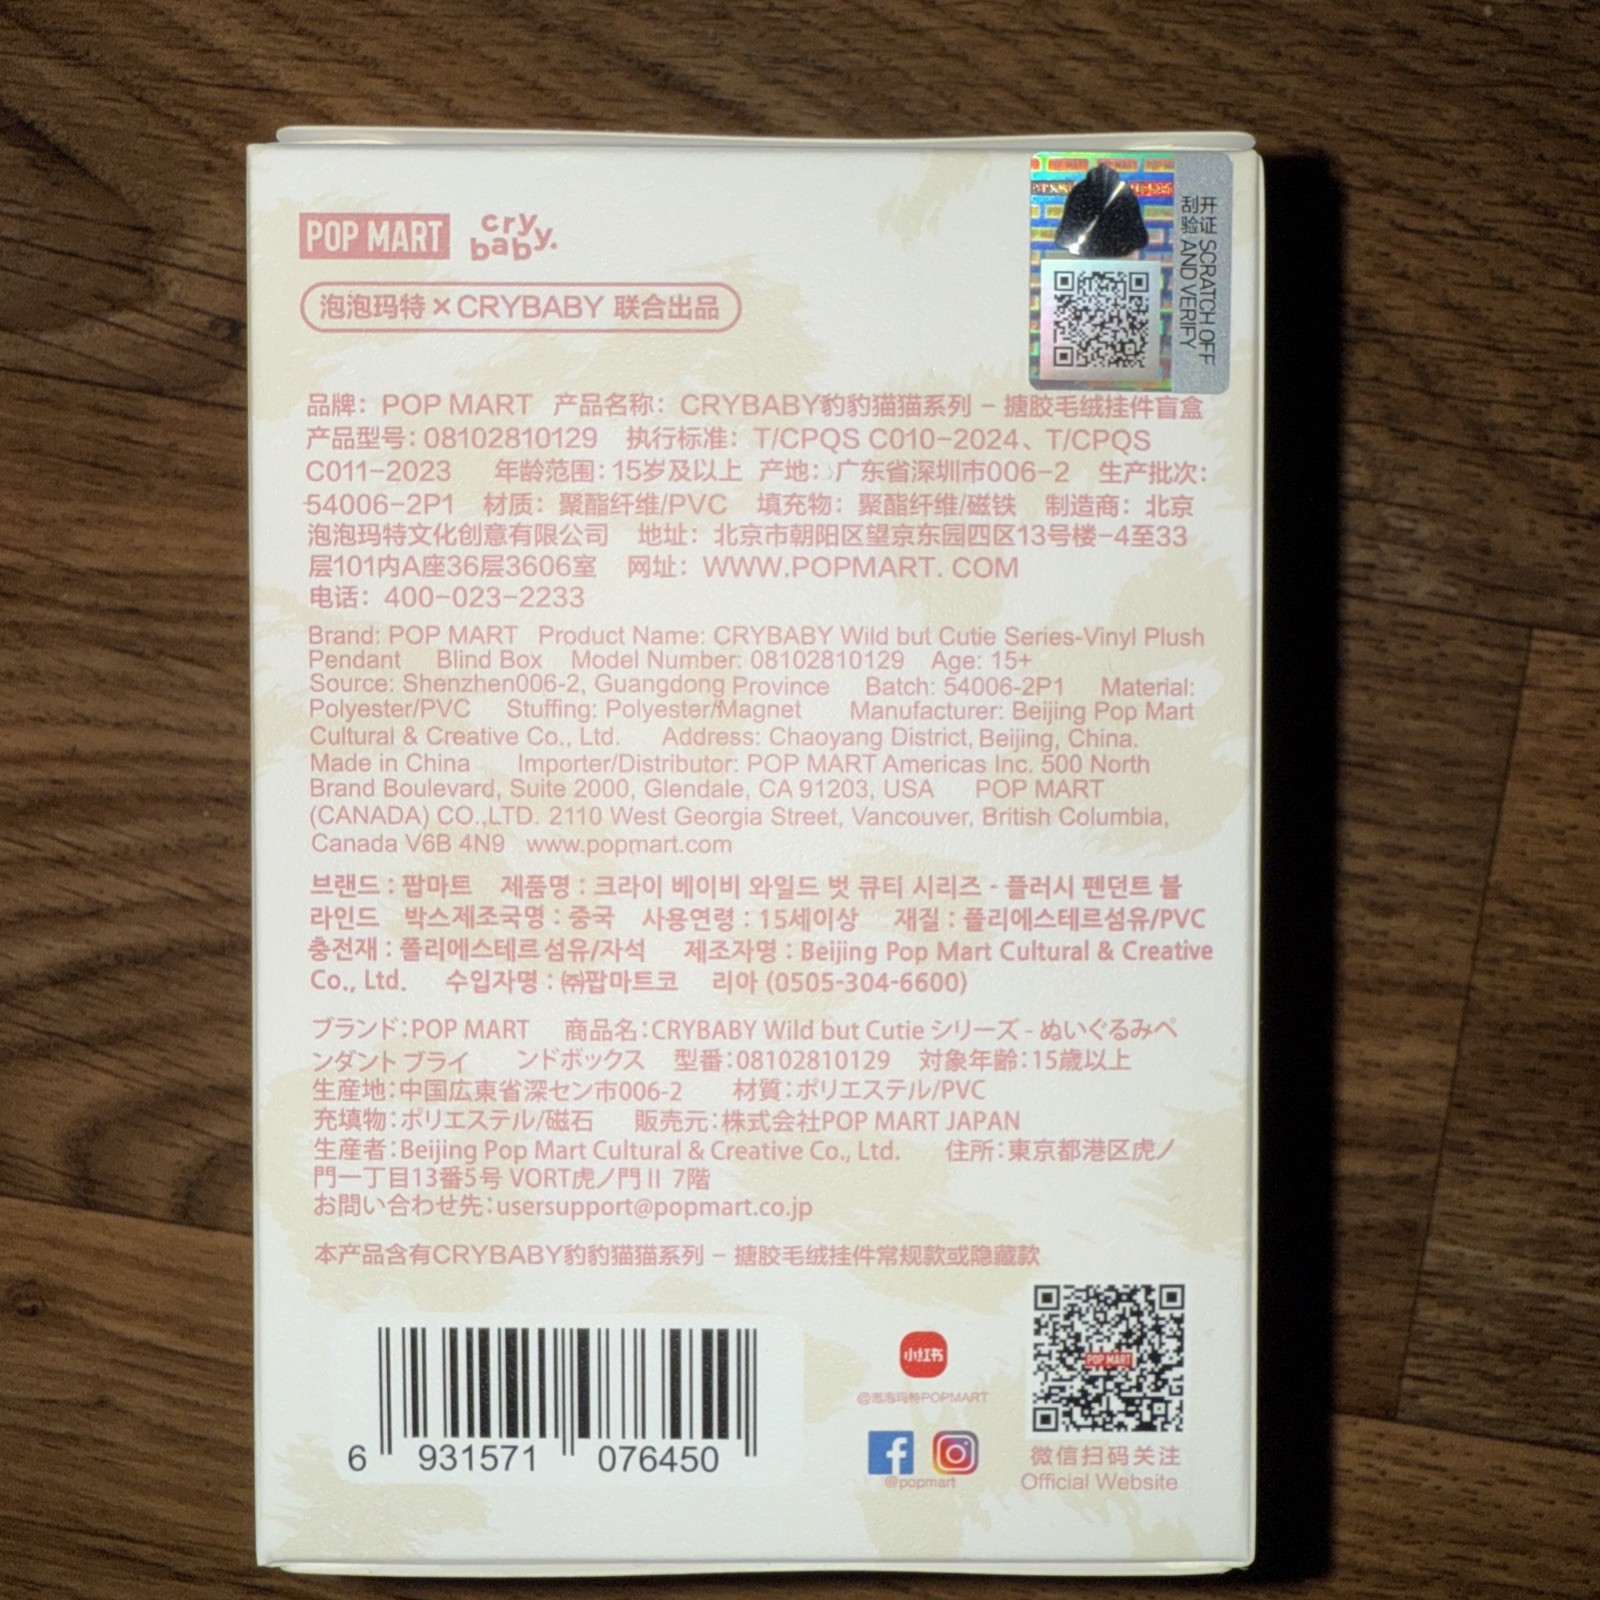 POP MART cry baby.
开证 SCRATCH OFF
刮验 AND VERIFY
泡泡玛特×CRYBABY 联合出品
品牌：POP MART 产品名称：CRYBABY豹豹猫猫系列－搪胶毛绒挂件盲盒
产品型号：08102810129 执行标准：T/CPQS C010-2024、T/CPQS
C011-2023 年龄范围：15岁及以上 产地：广东省深圳市006-2 生产批次：
54006-2P1 材质：聚酯纤维/PVC 填充物：聚酯纤维/磁铁 制造商：北京
泡泡玛特文化创意有限公司 地址：北京市朝阳区望京东园四区13号楼-4至33
层101内A座36层3606室 网址：WWW.POPMART. COM
电话：400-023-2233
Brand: POP MART Product Name: CRYBABY Wild but Cutie Series-Vinyl Plush
Pendant Blind Box Model Number: 08102810129 Age: 15+
Source: Shenzhen006-2, Guangdong Province Batch: 54006-2P1 Material:
Polyester/PVC Stuffing: Polyester/Magnet Manufacturer: Beijing Pop Mart
Cultural & Creative Co., Ltd. Address: Chaoyang District, Beijing, China.
Made in China Importer/Distributor: POP MART Americas Inc. 500 North
Brand Boulevard, Suite 2000, Glendale, CA 91203, USA POP MART
(CANADA) CO.,LTD. 2110 West Georgia Street, Vancouver, British Columbia,
Canada V6B 4N9 www.popmart.com
브랜드 : 팝마트 제품명 : 크라이 베이비 와일드 벗 큐티 시리즈 - 플러시 펜던트 블
라인드 박스제조국명 : 중국 사용연령 : 15세이상 재질 : 폴리에스테르섬유/PVC
충전재 : 폴리에스테르섬유/자석 제조자명 : Beijing Pop Mart Cultural & Creative
Co., Ltd. 수입자명 : ㈜팝마트코 리아 (0505-304-6600)
ブランド：POP MART 商品名：CRYBABY Wild but Cutie シリーズ - ぬいぐるみペ
ンダント ブライ ンドボックス 型番：08102810129 対象年齢：15歳以上
生産地：中国広東省深セン市006-2 材質：ポリエステル/PVC
充填物：ポリエステル/磁石 販売元：株式会社POP MART JAPAN
生産者：Beijing Pop Mart Cultural & Creative Co., Ltd. 住所：東京都港区虎ノ
門一丁目13番5号 VORT虎ノ門Ⅱ 7階
お問い合わせ先：usersupport@popmart.co.jp
本产品含有CRYBABY豹豹猫猫系列－搪胶毛绒挂件常规款或隐藏款
6 931571 076450
小红书
@泡泡玛特POPMART
@popmart
POP MART
微信扫码关注
Official Website